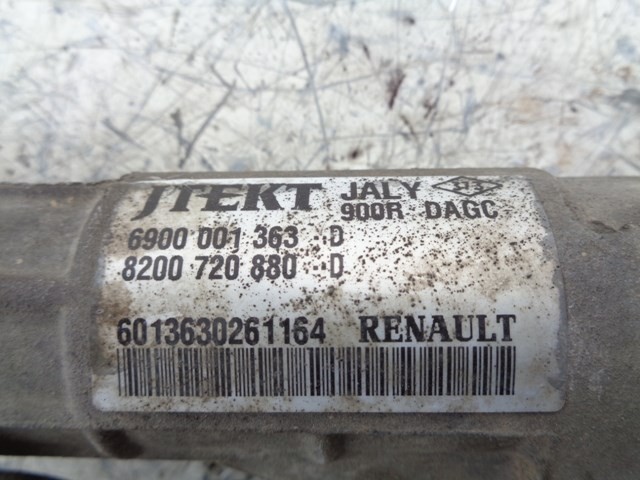 JTEKT JALY
900R DAGC
6900 001 363 D
8200 720 880 D
6013630261164 RENAULT